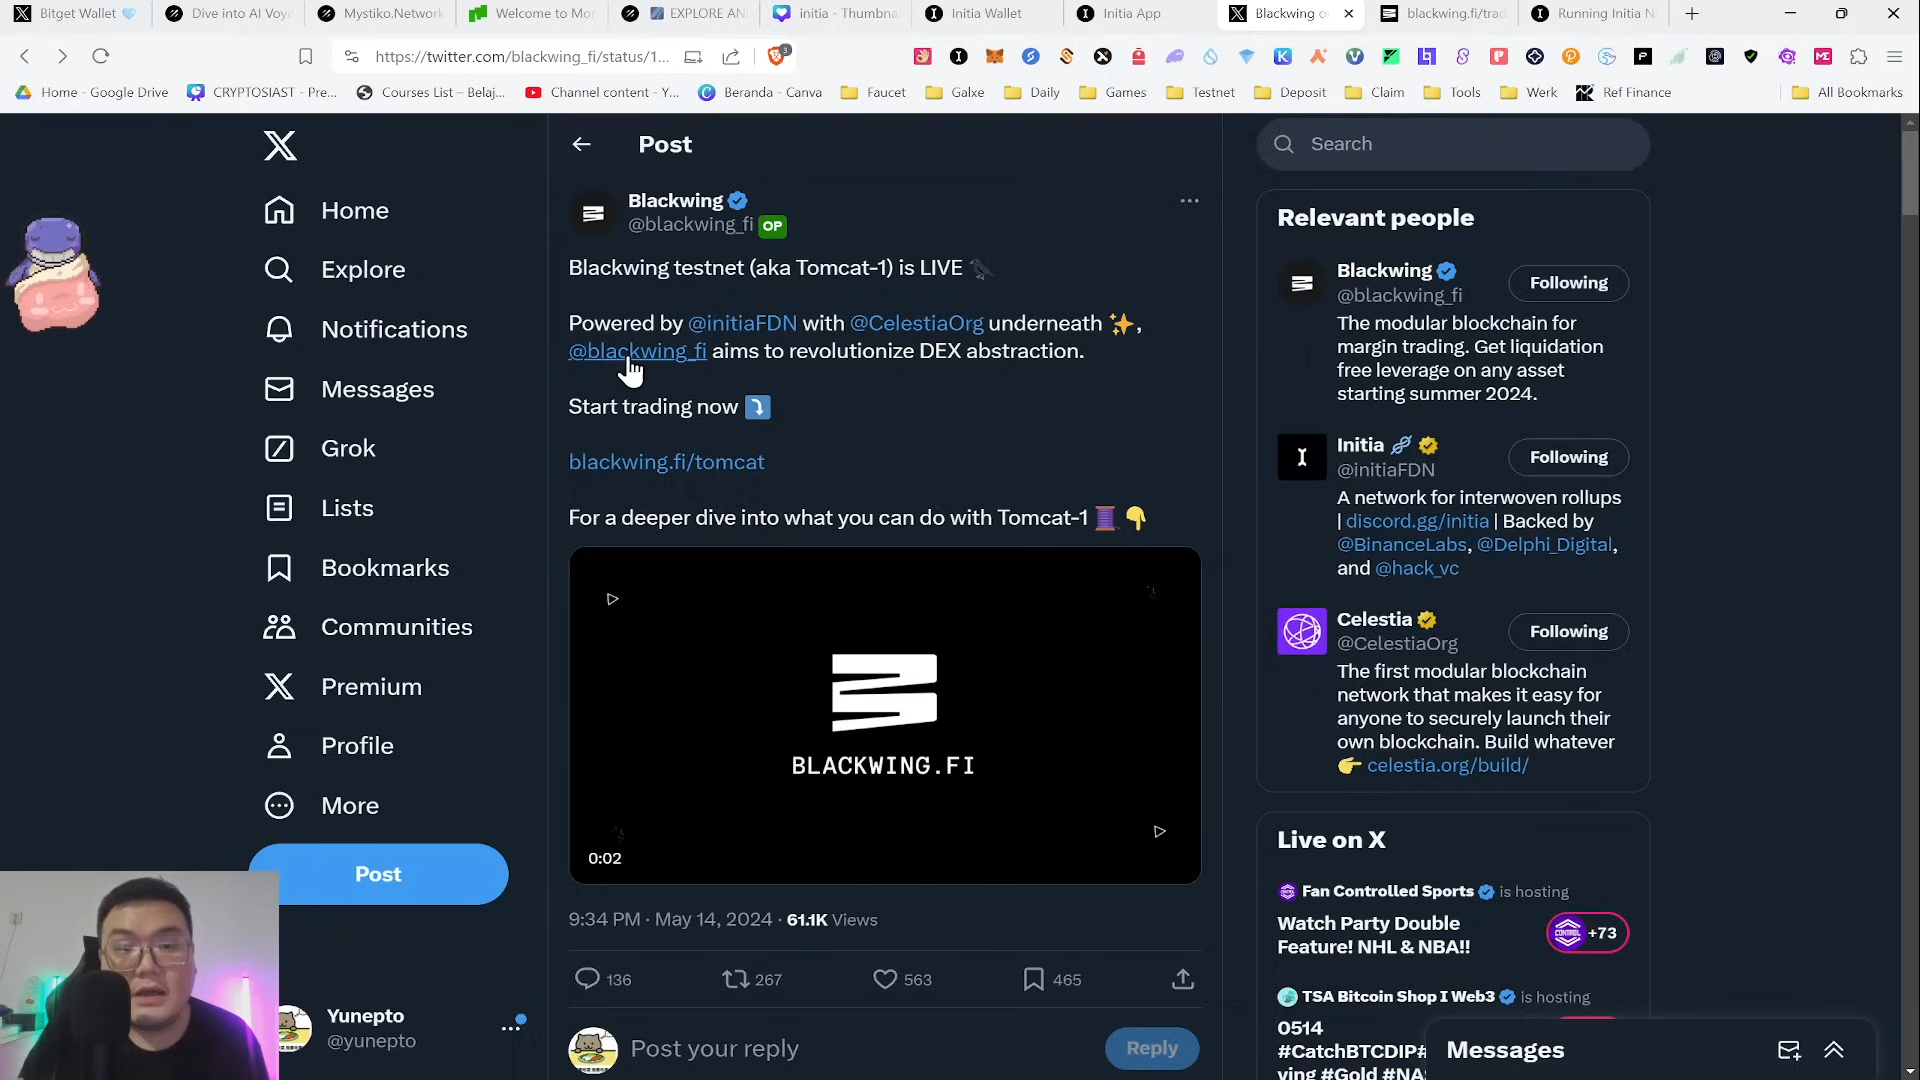 Bitget Wallet 🩵
Dive into AI Voya
Mystiko.Network
Welcome to Mor
EXPLORE AN
initia - Thumbna
Initia Wallet
Initia App
Blackwing o
blackwing.fi/trad
Running Initia N
https://twitter.com/blackwing_fi/status/1...
3
Home - Google Drive
CRYPTOSIAST - Pre...
Courses List – Belaj...
Channel content - Y...
Beranda - Canva
Faucet
Galxe
Daily
Games
Testnet
Deposit
Claim
Tools
Werk
Ref Finance
All Bookmarks
Home
Explore
Notifications
Messages
Grok
Lists
Bookmarks
Communities
Premium
Profile
More
Post
Yunepto
@yunepto
Post
Blackwing
@blackwing_fi OP
Blackwing testnet (aka Tomcat-1) is LIVE 🐦‍⬛
Powered by @initiaFDN with @CelestiaOrg underneath ✨,
@blackwing_fi aims to revolutionize DEX abstraction.
Start trading now ⤵️
blackwing.fi/tomcat
For a deeper dive into what you can do with Tomcat-1 🧵 👇
BLACKWING.FI
0:02
9:34 PM · May 14, 2024 · 61.1K Views
136
267
563
465
Post your reply
Reply
Search
Relevant people
Blackwing
@blackwing_fi
Following
The modular blockchain for
margin trading. Get liquidation
free leverage on any asset
starting summer 2024.
Initia
@initiaFDN
Following
A network for interwoven rollups
| discord.gg/initia | Backed by
@BinanceLabs, @Delphi_Digital,
and @hack_vc
Celestia
@CelestiaOrg
Following
The first modular blockchain
network that makes it easy for
anyone to securely launch their
own blockchain. Build whatever
👉 celestia.org/build/
Live on X
Fan Controlled Sports is hosting
Watch Party Double
Feature! NHL & NBA!!
CONTROL
+73
TSA Bitcoin Shop I Web3 is hosting
0514
#CatchBTCDIP#
ving #Gold #NAS
Messages